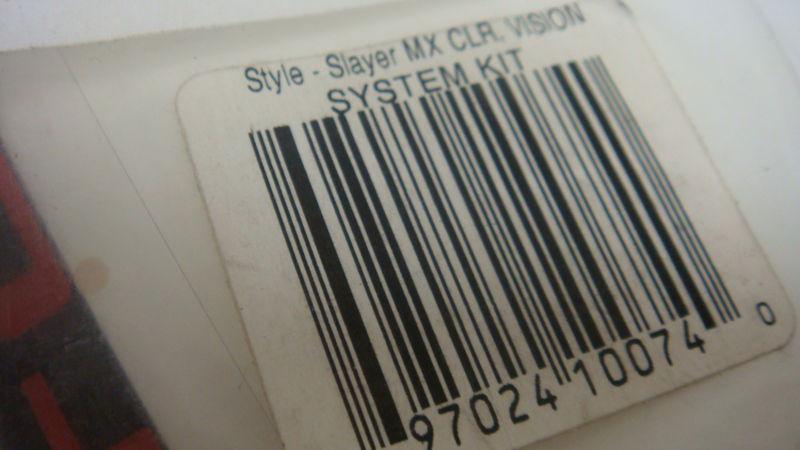 Style - Slayer MX CLR. VISION
SYSTEM KIT
97024 10074 0